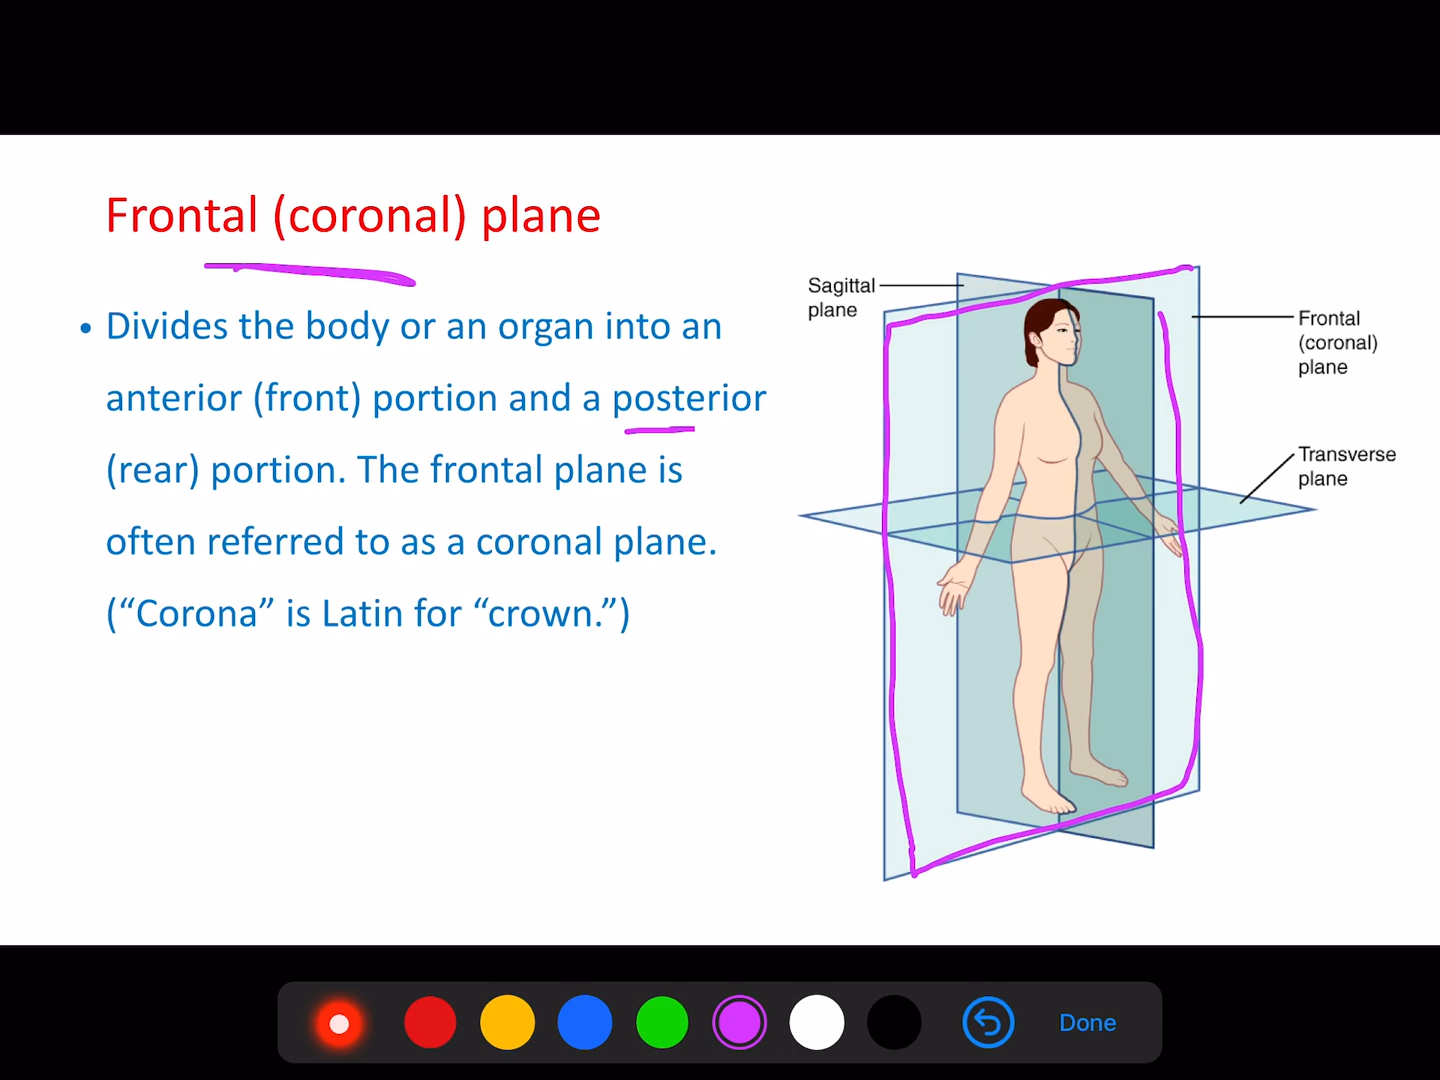 Frontal (coronal) plane
• Divides the body or an organ into an
anterior (front) portion and a posterior
(rear) portion. The frontal plane is
often referred to as a coronal plane.
(“Corona” is Latin for “crown.”)
Sagittal
plane
Frontal
(coronal)
plane
Transverse
plane
Done